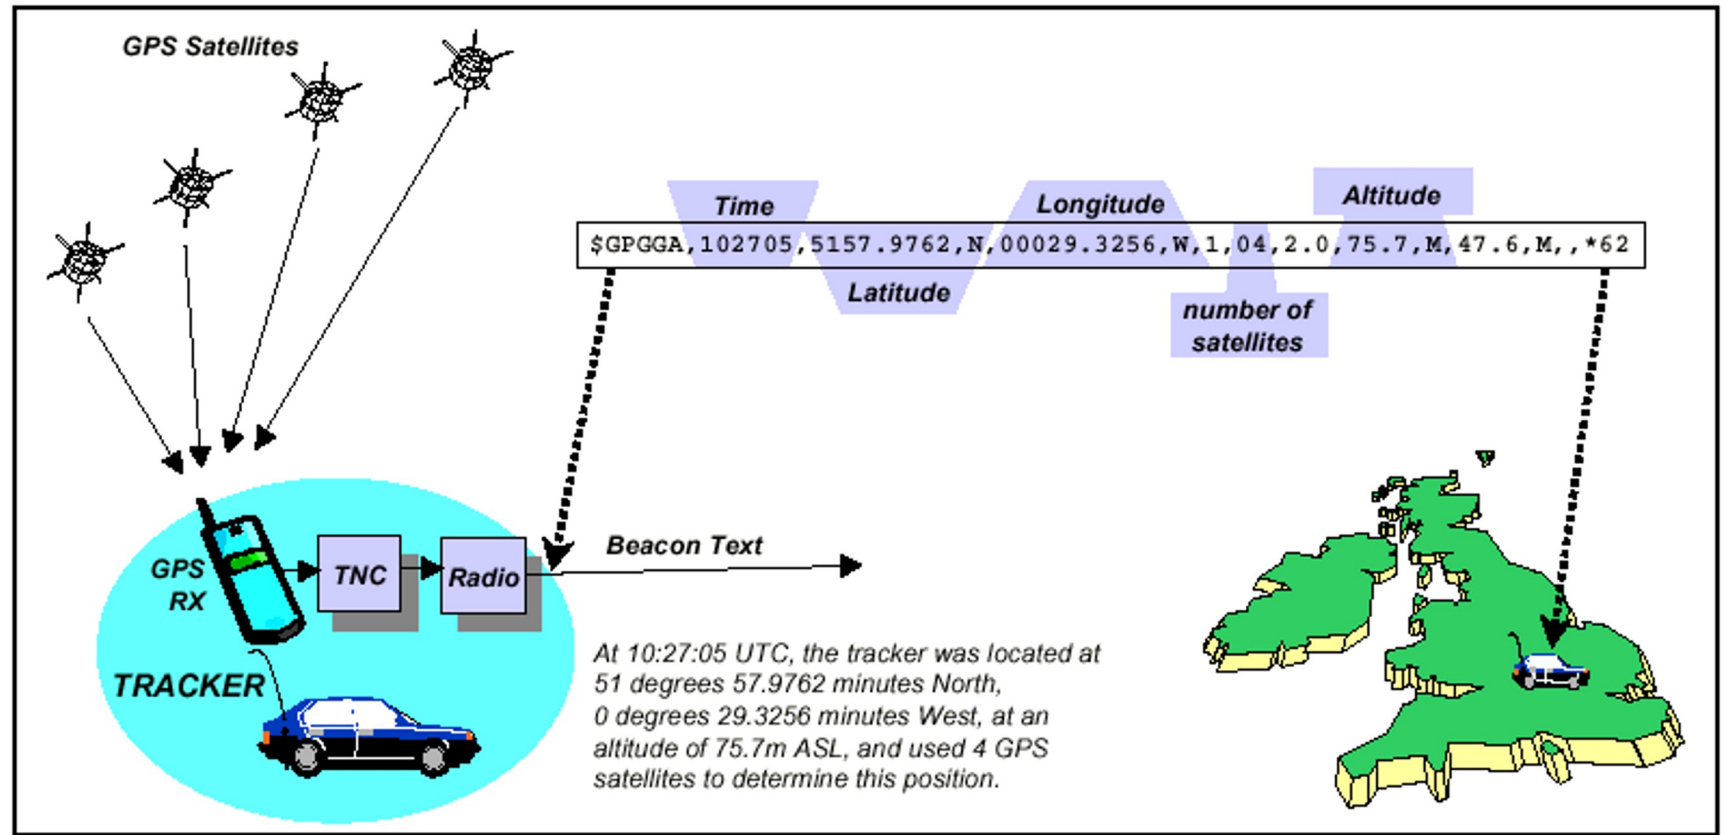 GPS Satellites
Time
Longitude
Altitude
$GPGGA,102705,5157.9762,N,00029.3256,W,1,04,2.0,75.7,M,47.6,M,,*62
Latitude
number of
satellites
Beacon Text
GPS
RX
TNC
Radio
TRACKER
At 10:27:05 UTC, the tracker was located at
51 degrees 57.9762 minutes North,
0 degrees 29.3256 minutes West, at an
altitude of 75.7m ASL, and used 4 GPS
satellites to determine this position.